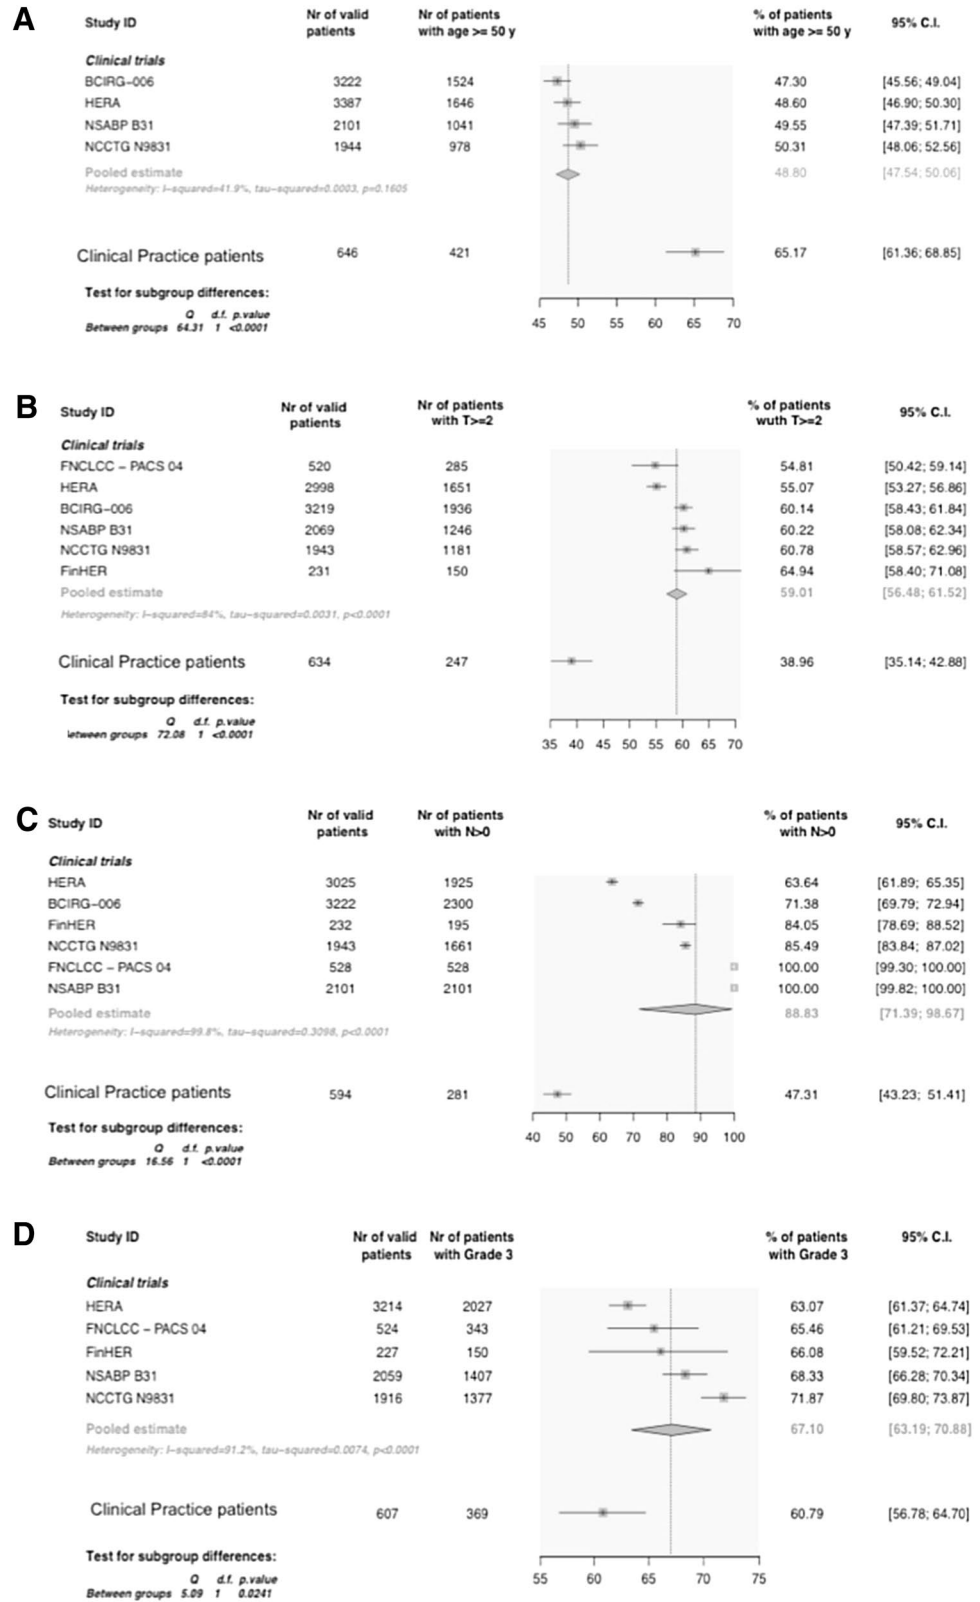 A
Study ID Nr of valid patients Nr of patients with age >= 50 y % of patients with age >= 50 y 95% C.I.
Clinical trials
BCIRG−006 3222 1524 47.30 [45.56; 49.04]
HERA 3387 1646 48.60 [46.90; 50.30]
NSABP B31 2101 1041 49.55 [47.39; 51.71]
NCCTG N9831 1944 978 50.31 [48.06; 52.56]
Pooled estimate 48.80 [47.54; 50.06]
Heterogeneity: I−squared=41.9%, tau−squared=0.0003, p=0.1605
Clinical Practice patients 646 421 65.17 [61.36; 68.85]
Test for subgroup differences:
Q d.f. p.value
Between groups 64.31 1 <0.0001
45 50 55 60 65 70
B
Study ID Nr of valid patients Nr of patients with T>=2 % of patients wuth T>=2 95% C.I.
Clinical trials
FNCLCC − PACS 04 520 285 54.81 [50.42; 59.14]
HERA 2998 1651 55.07 [53.27; 56.86]
BCIRG−006 3219 1936 60.14 [58.43; 61.84]
NSABP B31 2069 1246 60.22 [58.08; 62.34]
NCCTG N9831 1943 1181 60.78 [58.57; 62.96]
FinHER 231 150 64.94 [58.40; 71.08]
Pooled estimate 59.01 [56.48; 61.52]
Heterogeneity: I−squared=84%, tau−squared=0.0031, p<0.0001
Clinical Practice patients 634 247 38.96 [35.14; 42.88]
Test for subgroup differences:
Q d.f. p.value
letween groups 72.08 1 <0.0001
35 40 45 50 55 60 65 70
C
Study ID Nr of valid patients Nr of patients with N>0 % of patients with N>0 95% C.I.
Clinical trials
HERA 3025 1925 63.64 [61.89; 65.35]
BCIRG−006 3222 2300 71.38 [69.79; 72.94]
FinHER 232 195 84.05 [78.69; 88.52]
NCCTG N9831 1943 1661 85.49 [83.84; 87.02]
FNCLCC − PACS 04 528 528 100.00 [99.30; 100.00]
NSABP B31 2101 2101 100.00 [99.82; 100.00]
Pooled estimate 88.83 [71.39; 98.67]
Heterogeneity: I−squared=99.8%, tau−squared=0.3098, p<0.0001
Clinical Practice patients 594 281 47.31 [43.23; 51.41]
Test for subgroup differences:
Q d.f. p.value
Between groups 16.56 1 <0.0001
40 50 60 70 80 90 100
D
Study ID Nr of valid patients Nr of patients with Grade 3 % of patients with Grade 3 95% C.I.
Clinical trials
HERA 3214 2027 63.07 [61.37; 64.74]
FNCLCC − PACS 04 524 343 65.46 [61.21; 69.53]
FinHER 227 150 66.08 [59.52; 72.21]
NSABP B31 2059 1407 68.33 [66.28; 70.34]
NCCTG N9831 1916 1377 71.87 [69.80; 73.87]
Pooled estimate 67.10 [63.19; 70.88]
Heterogeneity: I−squared=91.2%, tau−squared=0.0074, p<0.0001
Clinical Practice patients 607 369 60.79 [56.78; 64.70]
Test for subgroup differences:
Q d.f. p.value
Between groups 5.09 1 0.0241
55 60 65 70 75